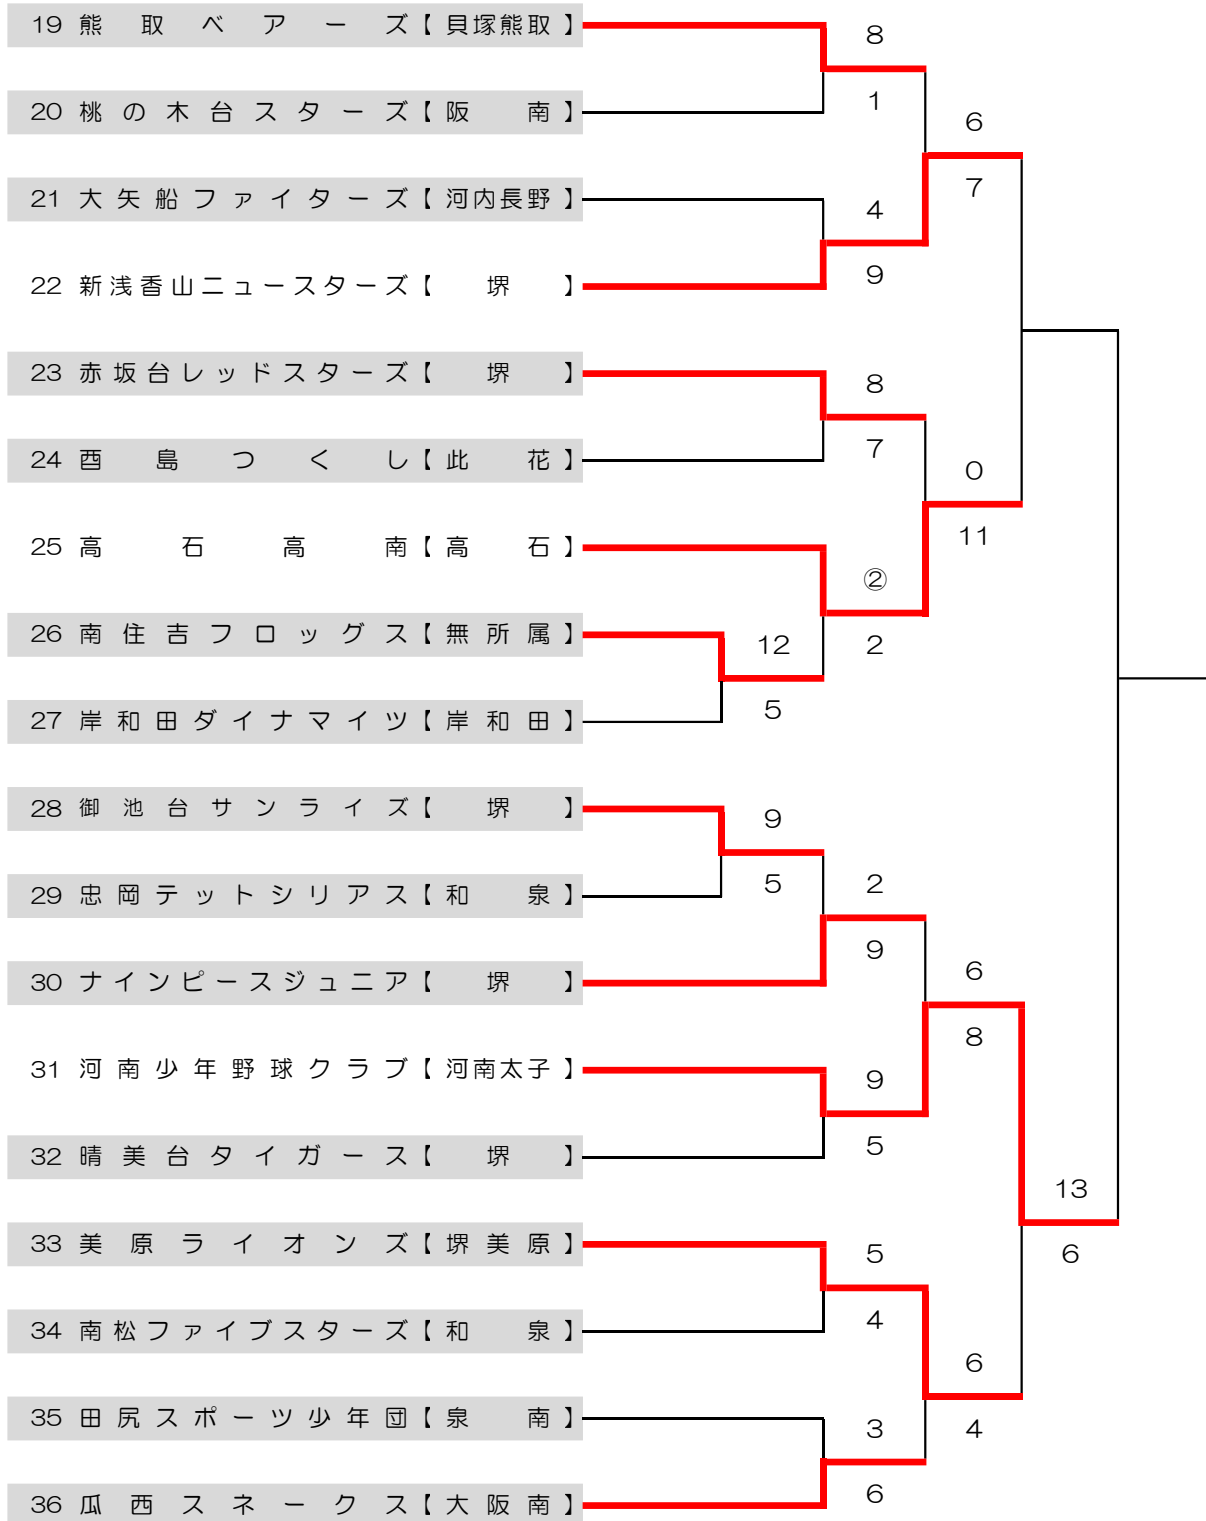 19 熊取ベアーズ【貝塚熊取】
8
20 桃の木台スターズ【阪南】
1
6
21 大矢船ファイターズ【河内長野】
7
4
22 新浅香山ニュースターズ【堺】
9
23 赤坂台レッドスターズ【堺】
8
24 酉島つくし【此花】
7
0
25 高石高南【高石】
11
②
26 南住吉フロッグス【無所属】
12
2
27 岸和田ダイナマイツ【岸和田】
5
28 御池台サンライズ【堺】
9
29 忠岡テットシリアス【和泉】
5
2
30 ナインピースジュニア【堺】
9
6
31 河南少年野球クラブ【河南太子】
8
9
32 晴美台タイガース【堺】
5
13
33 美原ライオンズ【堺美原】
5
6
34 南松ファイブスターズ【和泉】
4
6
35 田尻スポーツ少年団【泉南】
3
4
36 瓜西スネークス【大阪南】
6